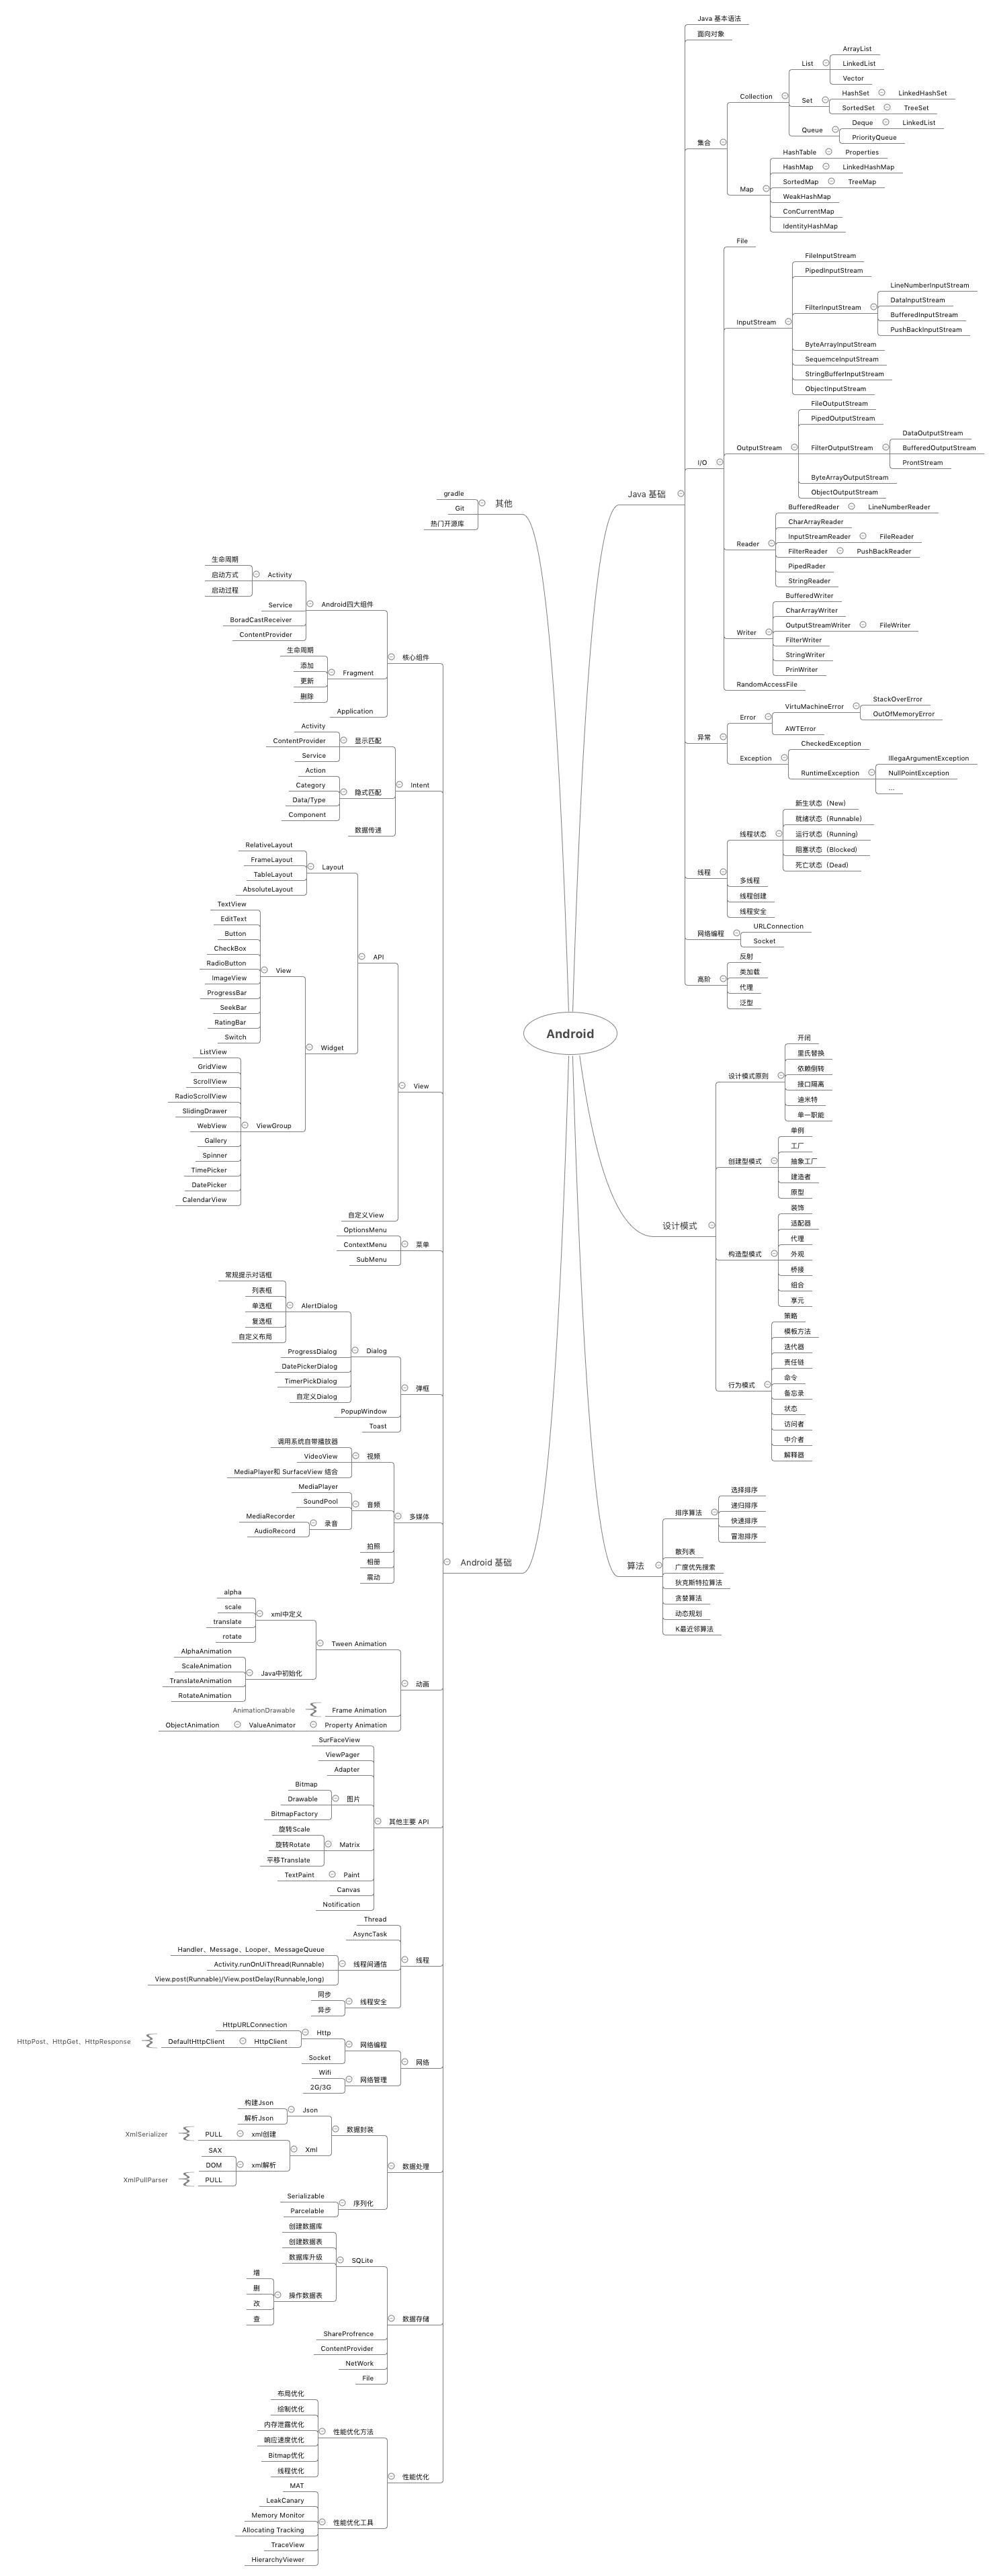 Android
Java 基础
Java 基本语法
面向对象
集合
Collection
List
ArrayList
LinkedList
Vector
Set
HashSet
LinkedHashSet
SortedSet
TreeSet
Queue
Deque
LinkedList
PriorityQueue
Map
HashTable
Properties
HashMap
LinkedHashMap
SortedMap
TreeMap
WeakHashMap
ConCurrentMap
IdentityHashMap
I/O
File
InputStream
FileInputStream
PipedInputStream
FilterInputStream
LineNumberInputStream
DataInputStream
BufferedInputStream
PushBackInputStream
ByteArrayInputStream
SequemceInputStream
StringBufferInputStream
ObjectInputStream
OutputStream
FileOutputStream
PipedOutputStream
FilterOutputStream
DataOutputStream
BufferedOutputStream
ProntStream
ByteArrayOutputStream
ObjectOutputStream
Reader
BufferedReader
LineNumberReader
CharArrayReader
InputStreamReader
FileReader
FilterReader
PushBackReader
PipedRader
StringReader
Writer
BufferedWriter
CharArrayWriter
OutputStreamWriter
FileWriter
FilterWriter
StringWriter
PrinWriter
RandomAccessFile
异常
Error
VirtuMachineError
StackOverError
OutOfMemoryError
AWTError
Exception
CheckedException
RuntimeException
IllegaArgumentException
NullPointException
...
线程
线程状态
新生状态（New）
就绪状态（Runnable）
运行状态（Running）
阻塞状态（Blocked）
死亡状态（Dead）
多线程
线程创建
线程安全
网络编程
URLConnection
Socket
高阶
反射
类加载
代理
泛型
设计模式
设计模式原则
开闭
里氏替换
依赖倒转
接口隔离
迪米特
单一职能
创建型模式
单例
工厂
抽象工厂
建造者
原型
构造型模式
装饰
适配器
代理
外观
桥接
组合
享元
行为模式
策略
模板方法
迭代器
责任链
命令
备忘录
状态
访问者
中介者
解释器
算法
排序算法
选择排序
递归排序
快速排序
冒泡排序
散列表
广度优先搜索
狄克斯特拉算法
贪婪算法
动态规划
K最近邻算法
其他
gradle
Git
热门开源库
Android 基础
核心组件
Android四大组件
Activity
生命周期
启动方式
启动过程
Service
BoradCastReceiver
ContentProvider
Fragment
生命周期
添加
更新
删除
Application
Intent
显示匹配
Activity
ContentProvider
Service
隐式匹配
Action
Category
Data/Type
Component
数据传递
View
API
Layout
RelativeLayout
FrameLayout
TableLayout
AbsoluteLayout
Widget
View
TextView
EditText
Button
CheckBox
RadioButton
ImageView
ProgressBar
SeekBar
RatingBar
Switch
ViewGroup
ListView
GridView
ScrollView
RadioScrollView
SlidingDrawer
WebView
Gallery
Spinner
TimePicker
DatePicker
CalendarView
自定义View
菜单
OptionsMenu
ContextMenu
SubMenu
弹框
Dialog
AlertDialog
常规提示对话框
列表框
单选框
复选框
自定义布局
ProgressDialog
DatePickerDialog
TimerPickDialog
自定义Dialog
PopupWindow
Toast
多媒体
视频
调用系统自带播放器
VideoView
MediaPlayer和 SurfaceView 结合
音频
MediaPlayer
SoundPool
录音
MediaRecorder
AudioRecord
拍照
相册
震动
动画
Tween Animation
xml中定义
alpha
scale
translate
rotate
Java中初始化
AlphaAnimation
ScaleAnimation
TranslateAnimation
RotateAnimation
Frame Animation
AnimationDrawable
Property Animation
ValueAnimator
ObjectAnimation
其他主要 API
SurFaceView
ViewPager
Adapter
图片
Bitmap
Drawable
BitmapFactory
Matrix
旋转Scale
旋转Rotate
平移Translate
Paint
TextPaint
Canvas
Notification
线程
Thread
AsyncTask
线程间通信
Handler、Message、Looper、MessageQueue
Activity.runOnUiThread(Runnable)
View.post(Runnable)/View.postDelay(Runnable,long)
线程安全
同步
异步
网络
网络编程
Http
HttpURLConnection
HttpClient
DefaultHttpClient
HttpPost、HttpGet、HttpResponse
Socket
网络管理
Wifi
2G/3G
数据处理
数据封装
Json
构建Json
解析Json
Xml
xml创建
PULL
XmlSerializer
xml解析
SAX
DOM
PULL
XmlPullParser
序列化
Serializable
Parcelable
数据存储
SQLite
创建数据库
创建数据表
数据库升级
操作数据表
增
删
改
查
ShareProfrence
ContentProvider
NetWork
File
性能优化
性能优化方法
布局优化
绘制优化
内存泄露优化
响应速度优化
Bitmap优化
线程优化
性能优化工具
MAT
LeakCanary
Memory Monitor
Allocating Tracking
TraceView
HierarchyViewer